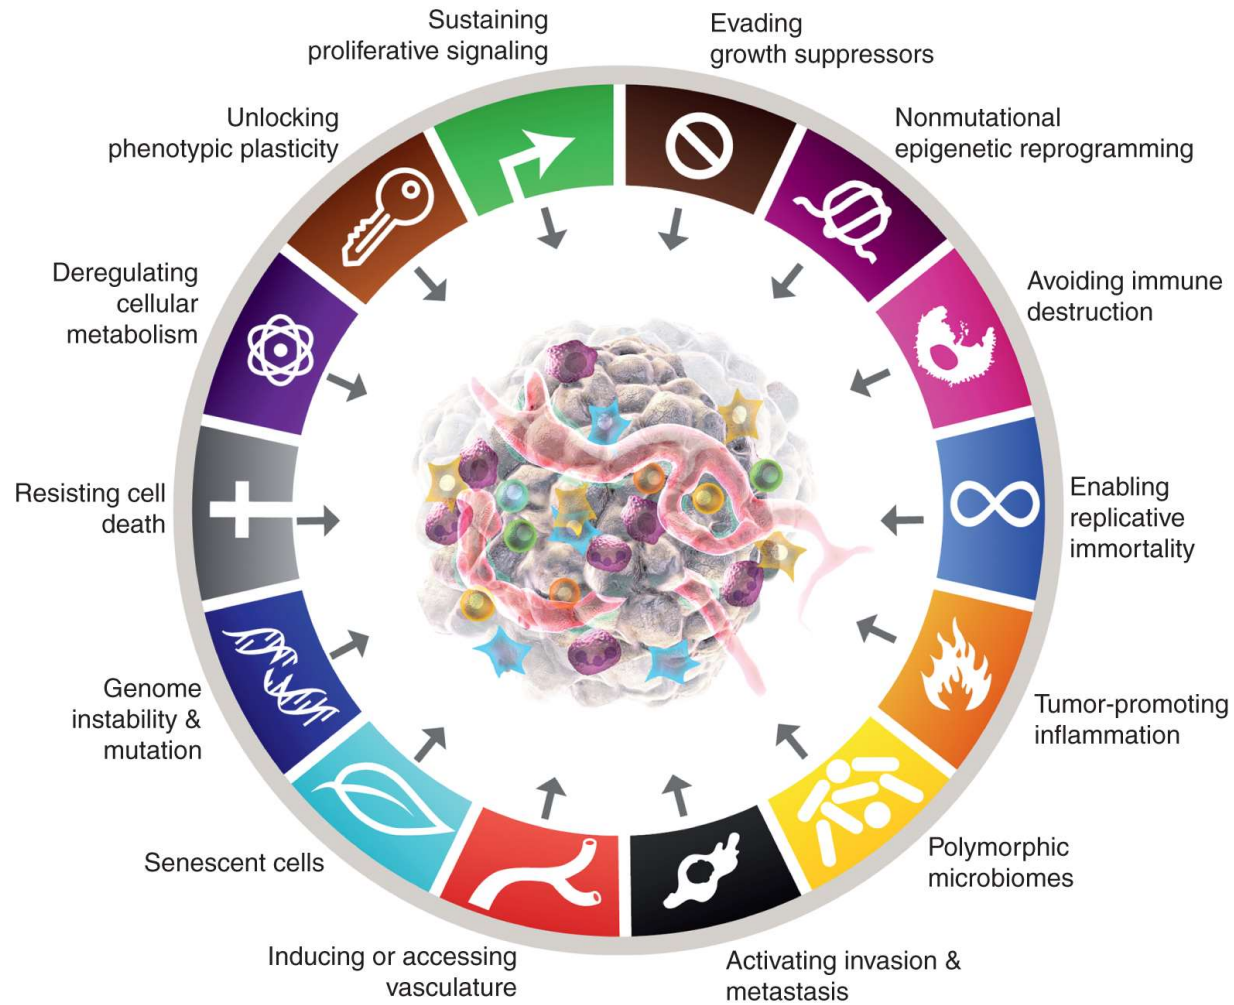 Sustaining
proliferative signaling
Evading
growth suppressors
Nonmutational
epigenetic reprogramming
Avoiding immune
destruction
Enabling
replicative
immortality
Tumor-promoting
inflammation
Polymorphic
microbiomes
Activating invasion &
metastasis
Inducing or accessing
vasculature
Senescent cells
Genome
instability &
mutation
Resisting cell
death
Deregulating
cellular
metabolism
Unlocking
phenotypic plasticity